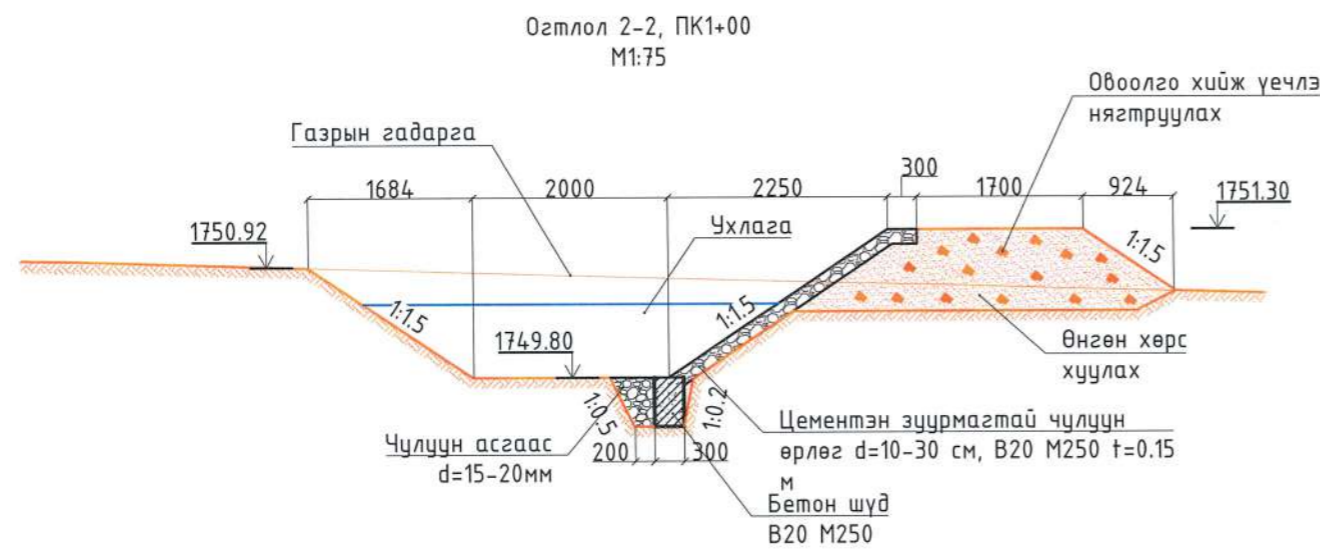 Огтлол 2-2, ПК1+00
М1:75
Овоолго хийж үечлэ
нягтруулах
Газрын гадарга
300
1684
2000
2250
1700
924
1751.30
1750.92
Ухлага
1:1.5
1:1.5
1:1.5
1749.80
Өнгөн хөрс
хуулах
1:0.5
1:0.2
Цементэн зуурмагтай чулуун
өрлөг d=10-30 см, B20 M250 t=0.15
м
Чулуун асгаас
d=15-20мм
200
300
Бетон шүд
B20 M250